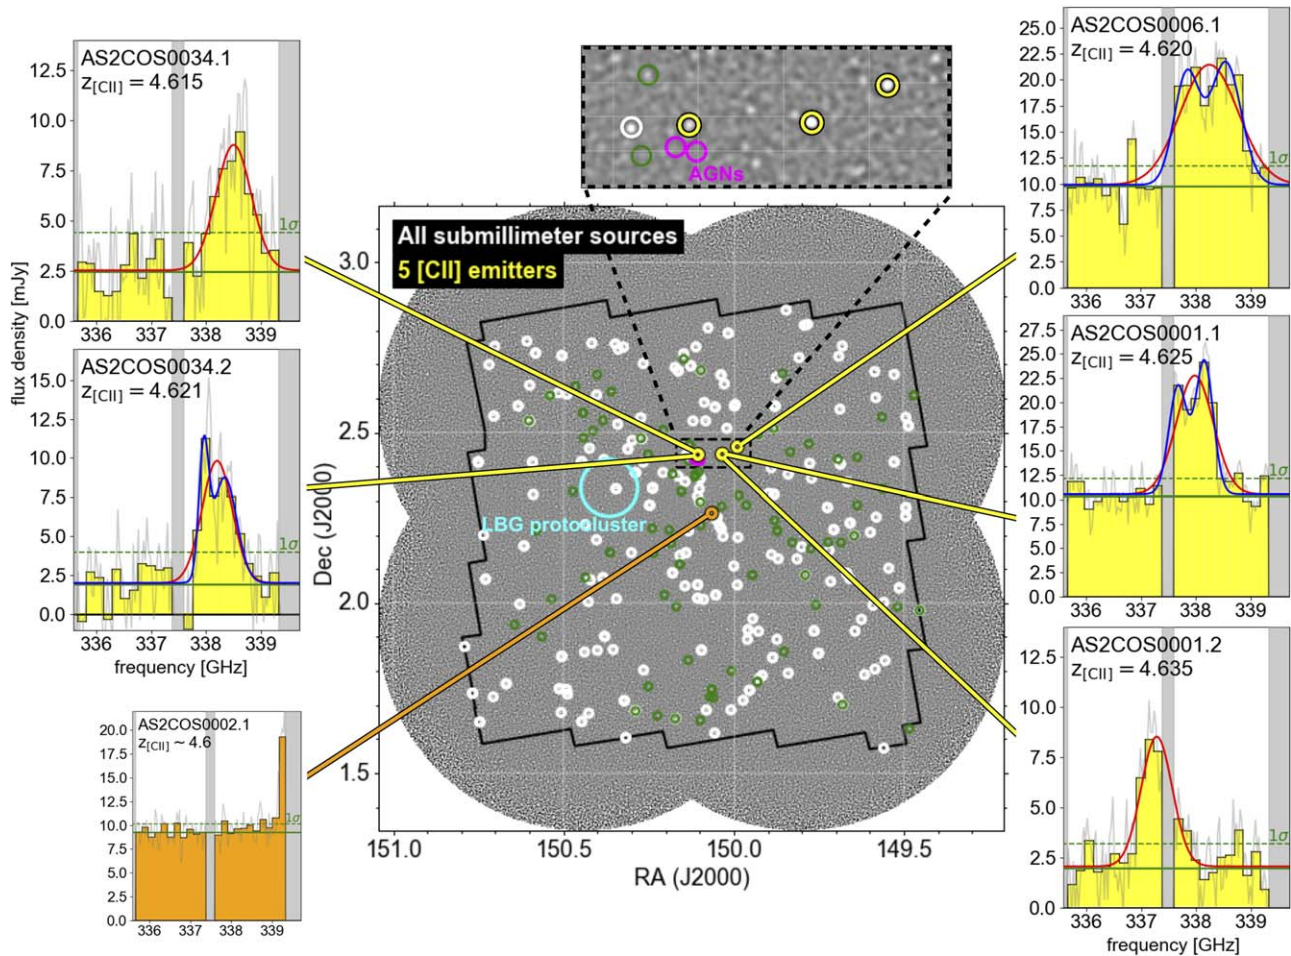 AS2COS0034.1
z[CII] = 4.615
12.5
10.0
7.5
5.0
2.5
0.0
1σ
336 337 338 339
flux density [mJy]
AS2COS0034.2
z[CII] = 4.621
15.0
12.5
10.0
7.5
5.0
2.5
0.0
1σ
336 337 338 339
frequency [GHz]
AS2COS0002.1
z[CII] ~ 4.6
20.0
17.5
15.0
12.5
10.0
7.5
5.0
2.5
0.0
1σ
336 337 338 339
AGNs
All submillimeter sources
5 [CII] emitters
3.0
2.5
2.0
1.5
Dec (J2000)
LBG protocluster
151.0 150.5 150.0 149.5
RA (J2000)
AS2COS0006.1
z[CII] = 4.620
25.0
22.5
20.0
17.5
15.0
12.5
10.0
7.5
5.0
2.5
0.0
1σ
336 337 338 339
AS2COS0001.1
z[CII] = 4.625
27.5
25.0
22.5
20.0
17.5
15.0
12.5
10.0
7.5
5.0
2.5
0.0
1σ
336 337 338 339
AS2COS0001.2
z[CII] = 4.635
12.5
10.0
7.5
5.0
2.5
0.0
1σ
336 337 338 339
frequency [GHz]